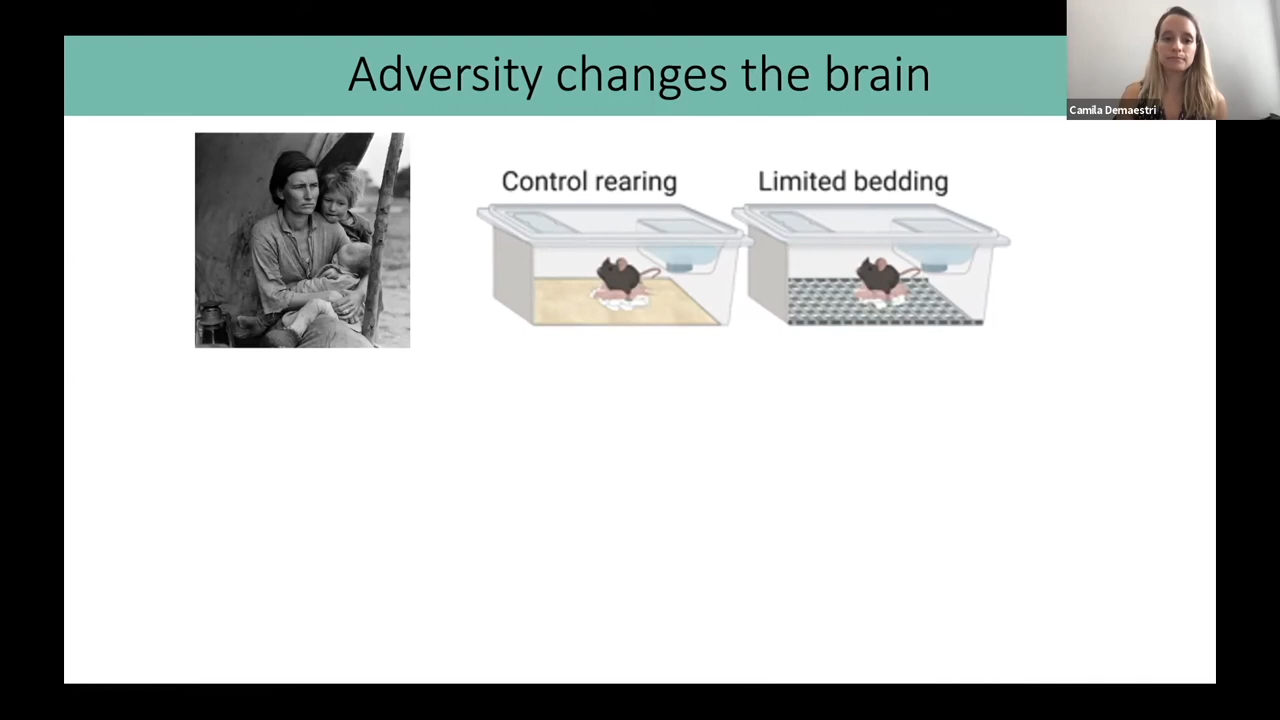 Adversity changes the brain
Camila Demaestri
Control rearing
Limited bedding